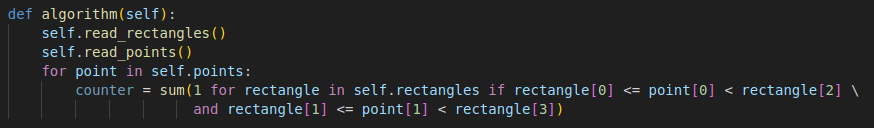 def algorithm(self):
    self.read_rectangles()
    self.read_points()
    for point in self.points:
        counter = sum(1 for rectangle in self.rectangles if rectangle[0] <= point[0] < rectangle[2] \
                      and rectangle[1] <= point[1] < rectangle[3])